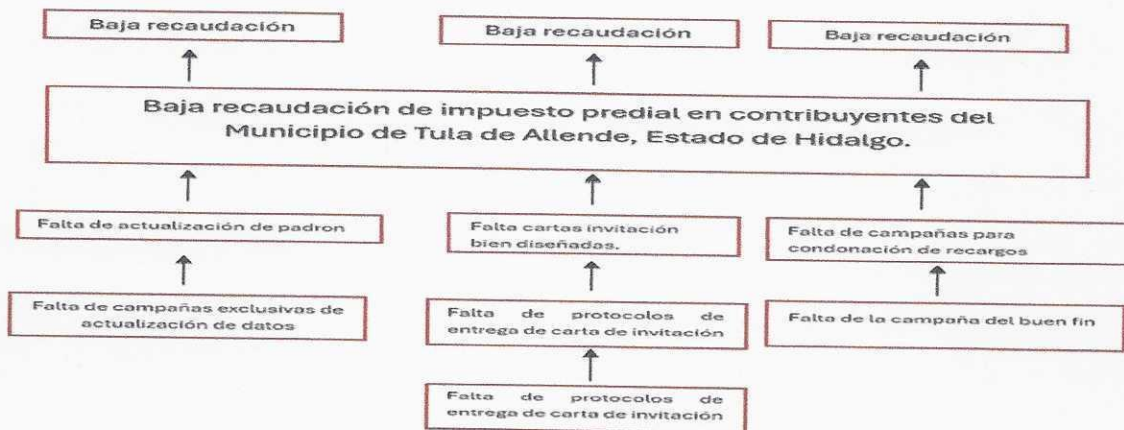 Baja recaudación
Baja recaudación
Baja recaudación
Baja recaudación de impuesto predial en contribuyentes del
Municipio de Tula de Allende, Estado de Hidalgo.
Falta de actualización de padron
Falta cartas invitación
bien diseñadas.
Falta de campañas para
condonación de recargos
Falta de campañas exclusivas de
actualización de datos
Falta de protocolos de
entrega de carta de invitación
Falta de la campaña del buen fin
Falta de protocolos de
entrega de carta de invitación